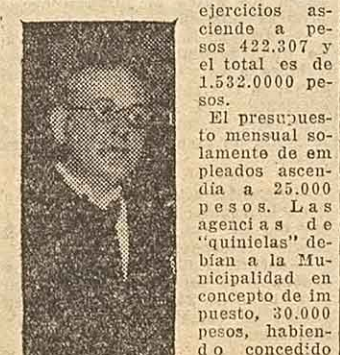 ejercicios as-
ciende a pe-
sos 422.307 y
el total es de
1.532.0000 pe-
sos.
El presupues-
to mensual so-
lamente de em
pleados ascen-
día a 25.000
pesos. Las
agencias de
"quinielas" de-
bían a la Mu-
nicipalidad en
concepto de im
puesto, 30.000
pesos, habien-
do concedido